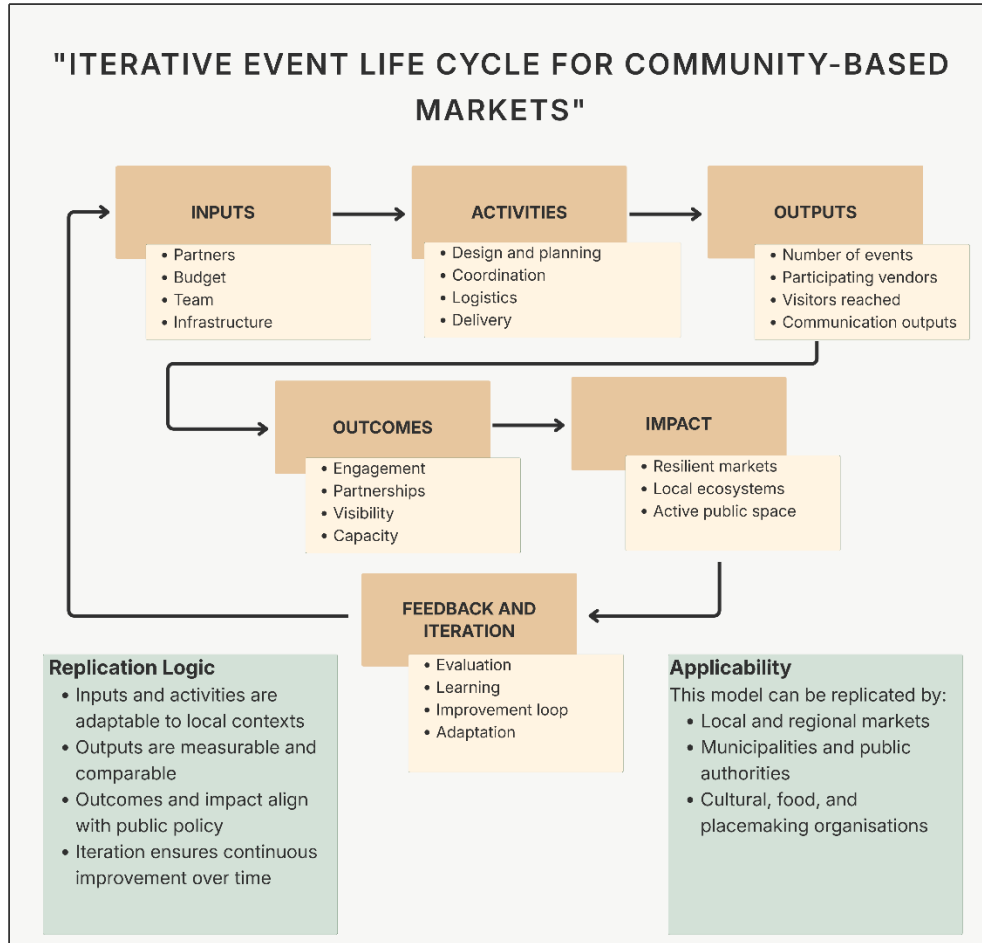 "ITERATIVE EVENT LIFE CYCLE FOR COMMUNITY-BASED
MARKETS"
INPUTS
• Partners
• Budget
• Team
• Infrastructure
ACTIVITIES
• Design and planning
• Coordination
• Logistics
• Delivery
OUTPUTS
• Number of events
• Participating vendors
• Visitors reached
• Communication outputs
OUTCOMES
• Engagement
• Partnerships
• Visibility
• Capacity
IMPACT
• Resilient markets
• Local ecosystems
• Active public space
FEEDBACK AND
ITERATION
• Evaluation
• Learning
• Improvement loop
• Adaptation
Replication Logic
• Inputs and activities are
adaptable to local contexts
• Outputs are measurable and
comparable
• Outcomes and impact align
with public policy
• Iteration ensures continuous
improvement over time
Applicability
This model can be replicated by:
• Local and regional markets
• Municipalities and public
authorities
• Cultural, food, and
placemaking organisations